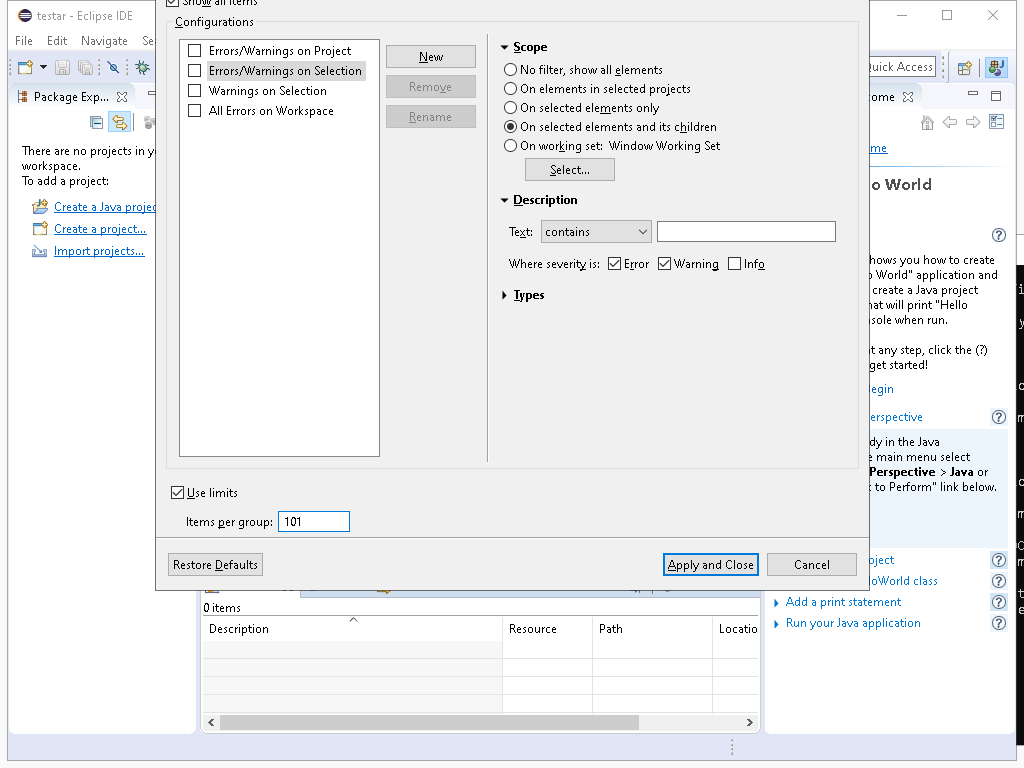 testar - Eclipse IDE
Show all items
File Edit Navigate Se
Configurations
Errors/Warnings on Project
Errors/Warnings on Selection
Warnings on Selection
All Errors on Workspace
New
Remove
Rename
Scope
No filter, show all elements
On elements in selected projects
On selected elements only
On selected elements and its children
On working set: Window Working Set
Select...
Description
Text: contains
Where severity is: Error Warning Info
Types
Use limits
Items per group: 101
Restore Defaults
Apply and Close
Cancel
Quick Access
Package Exp...
There are no projects in y
workspace.
To add a project:
Create a Java projec
Create a project...
Import projects...
ome
me
o World
hows you how to create
o World" application and
create a Java project
hat will print "Hello
sole when run.
t any step, click the (?)
get started!
egin
erspective
dy in the Java
e main menu select
Perspective > Java or
k to Perform" link below.
oject
oWorld class
Add a print statement
Run your Java application
0 items
Description Resource Path Locatio